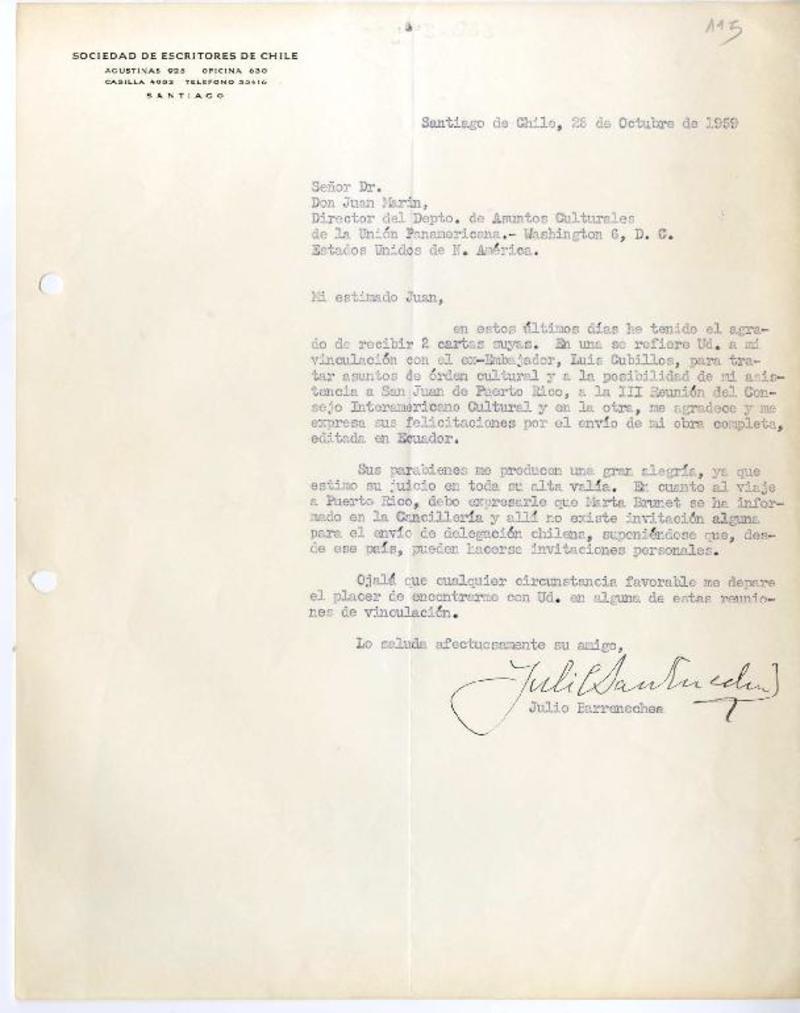 115
SOCIEDAD DE ESCRITORES DE CHILE
AGUSTINAS 925 OFICINA 630
CASILLA 4082 TELEFONO 33416
SANTIAGO
Santiago de Chile, 28 de Octubre de 1959
Señor Dr.
Don Juan Marín,
Director del Depto. de Asuntos Culturales
de la Unión Panamericana.- Washington 6, D. C.
Estados Unidos de N. América.
Mi estimado Juan,
en estos últimos días he tenido el agra-
do de recibir 2 cartas suyas. En una se refiere Ud. a mi
vinculación con el ex-Embajador, Luis Cubillos, para tra-
tar asuntos de órden cultural y a la posibilidad de mi asis-
tencia a San Juan de Puerto Rico, a la III Reunión del Con-
sejo Interamericano Cultural y en la otra, me agradece y me
expresa sus felicitaciones por el envío de mi obra completa,
editada en Ecuador.
Sus parabienes me producen una gran alegría, ya que
estimo su juicio en toda su alta valía. En cuanto al viaje
a Puerto Rico, debo expresarle que Marta Brunet se ha infor-
mado en la Cancillería y allí no existe invitación alguna
para el envío de delegación chilena, suponiéndose que, des-
de ese país, pueden hacerse invitaciones personales.
Ojalá que cualquier circunstancia favorable me depare
el placer de encontrarme con Ud. en alguna de estas reunio-
nes de vinculación.
Lo saluda afectuosamente su amigo,
Julio Barrenechea